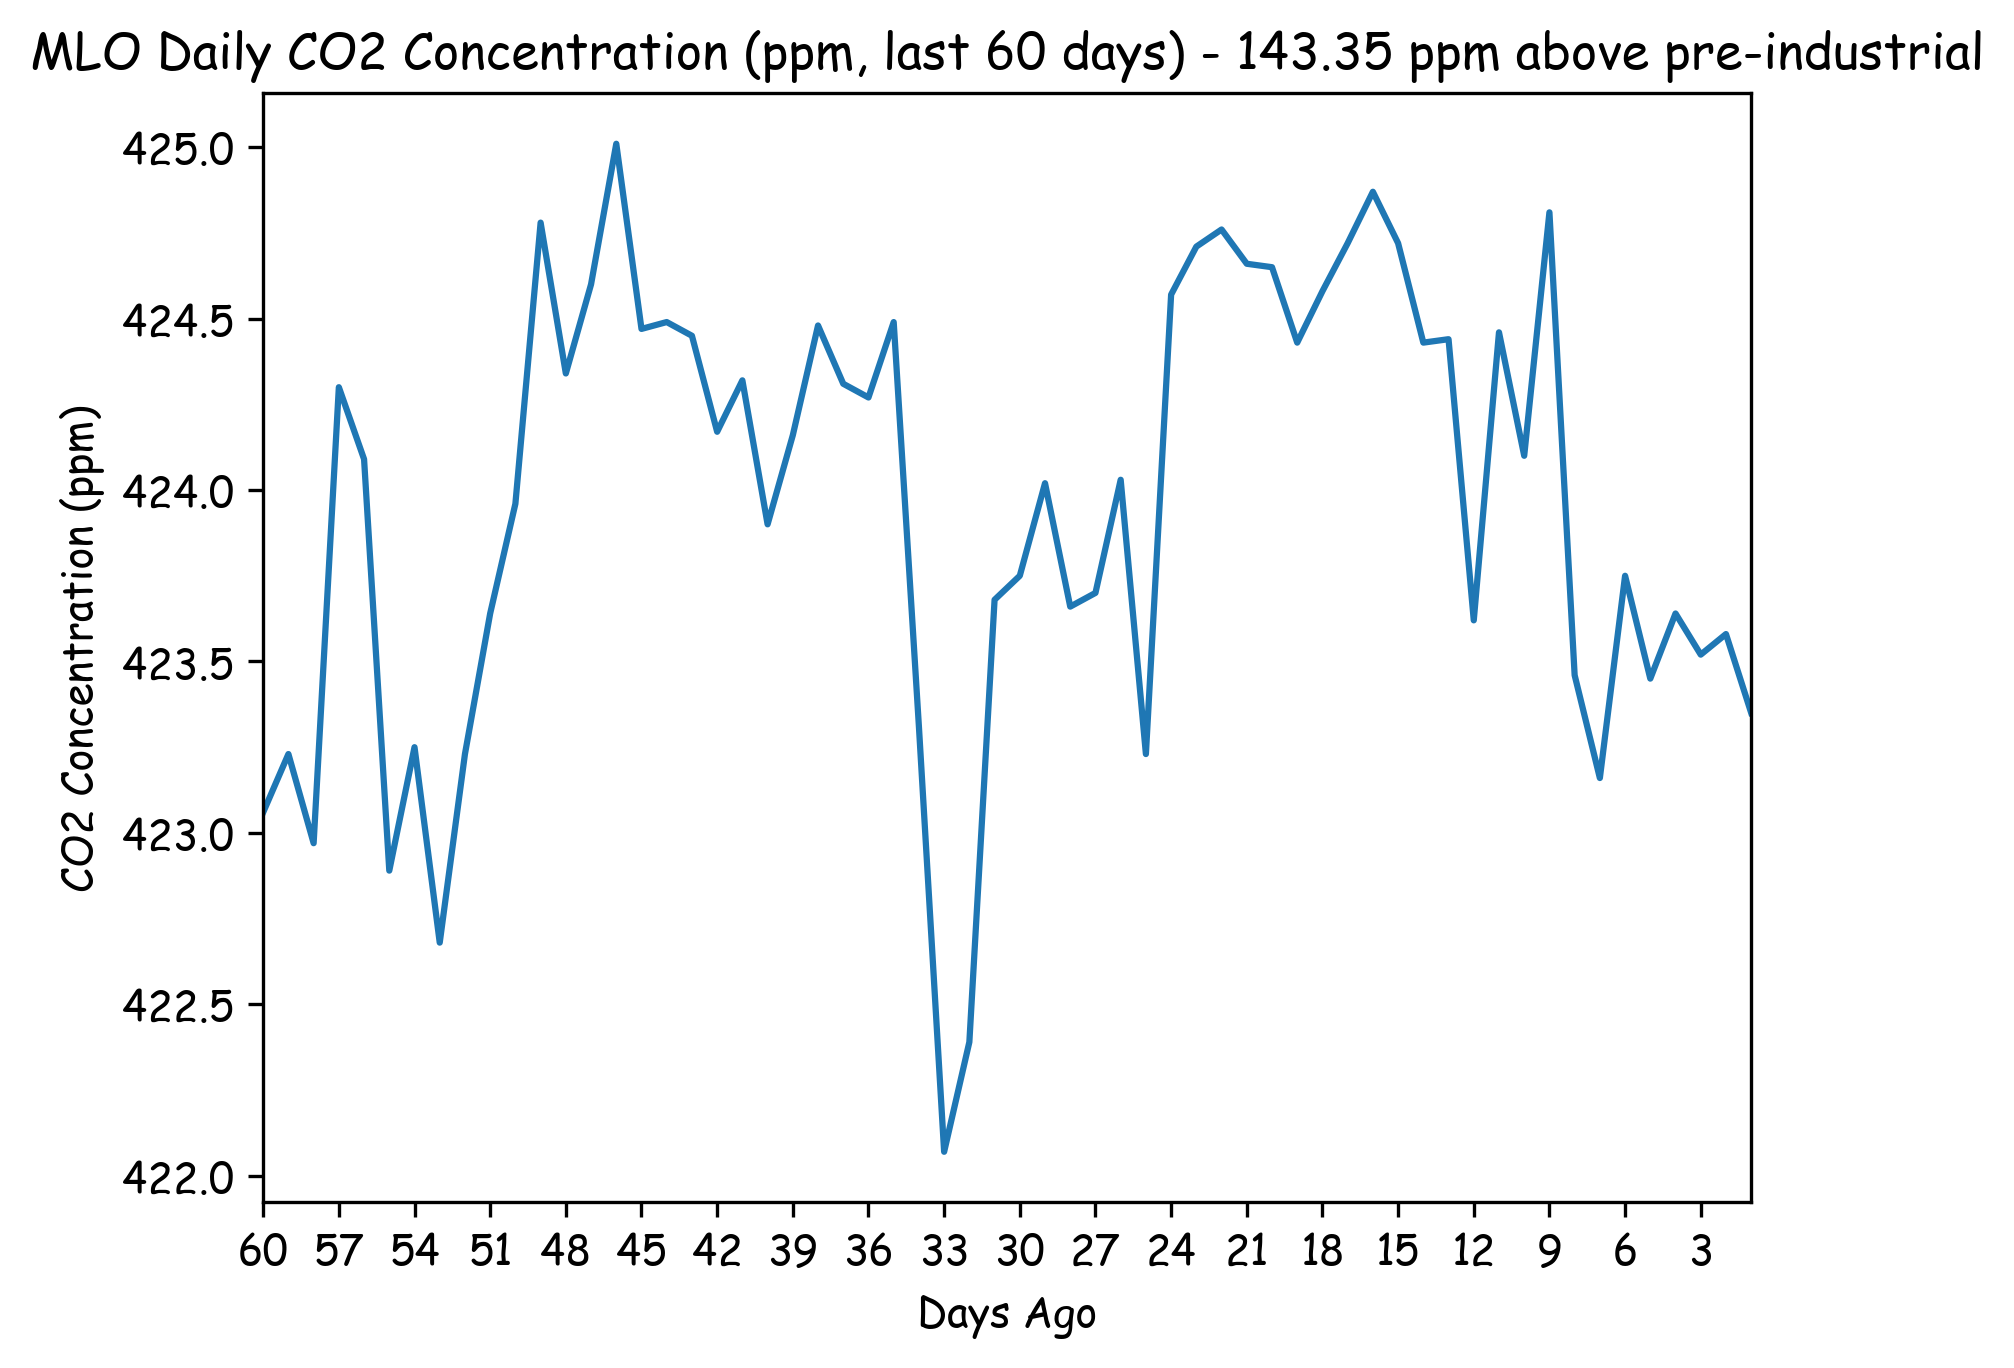 MLO Daily CO2 Concentration (ppm, last 60 days) - 143.35 ppm above pre-industrial
425.0
424.5
424.0
423.5
423.0
422.5
422.0
CO2 Concentration (ppm)
60 57 54 51 48 45 42 39 36 33 30 27 24 21 18 15 12 9 6 3
Days Ago